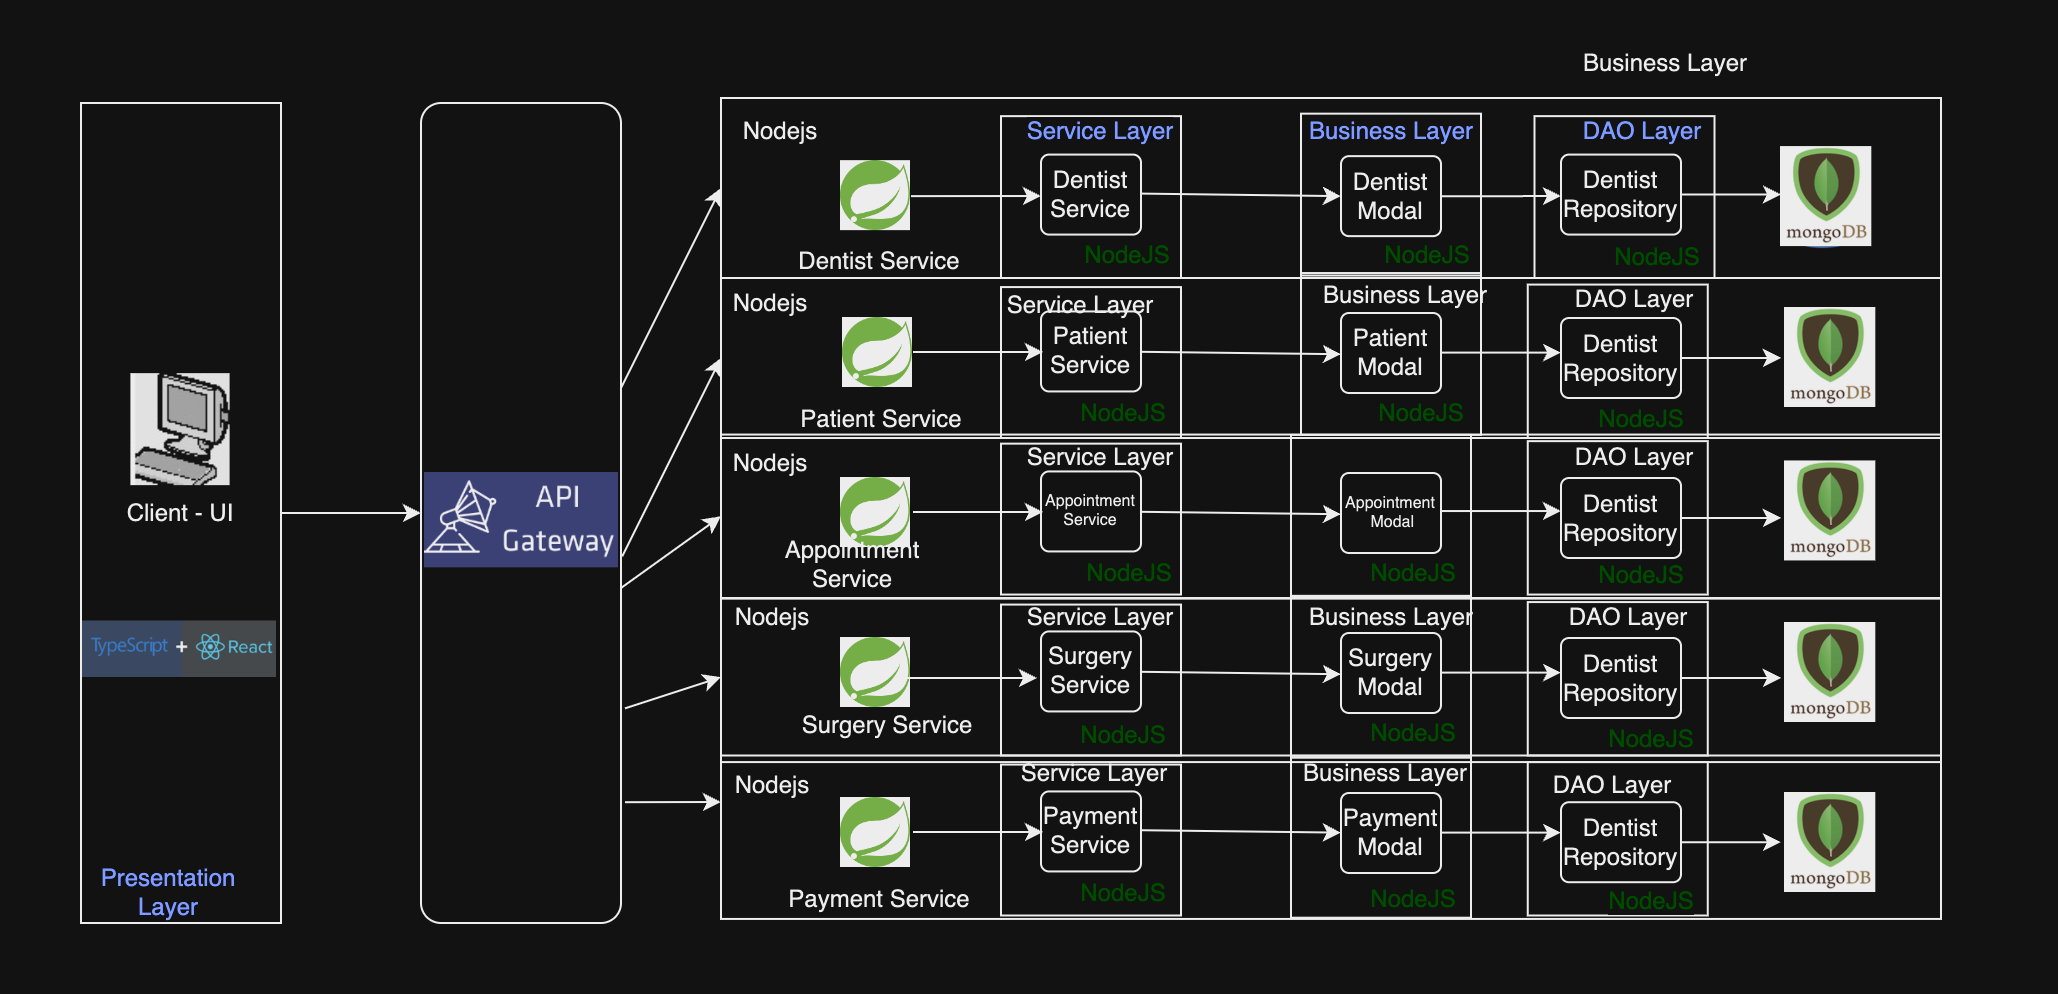 Business Layer
Client - UI
TypeScript + React
Presentation
Layer
API
Gateway
Nodejs
Dentist Service
Service Layer
Dentist
Service
NodeJS
Business Layer
Dentist
Modal
NodeJS
DAO Layer
Dentist
Repository
NodeJS
mongoDB
Nodejs
Patient Service
Service Layer
Patient
Service
NodeJS
Business Layer
Patient
Modal
NodeJS
DAO Layer
Dentist
Repository
NodeJS
mongoDB
Nodejs
Appointment
Service
Service Layer
Appointment
Service
NodeJS
Appointment
Modal
NodeJS
DAO Layer
Dentist
Repository
NodeJS
mongoDB
Nodejs
Surgery Service
Service Layer
Surgery
Service
NodeJS
Business Layer
Surgery
Modal
NodeJS
DAO Layer
Dentist
Repository
NodeJS
mongoDB
Nodejs
Payment Service
Service Layer
Payment
Service
NodeJS
Business Layer
Payment
Modal
NodeJS
DAO Layer
Dentist
Repository
NodeJS
mongoDB